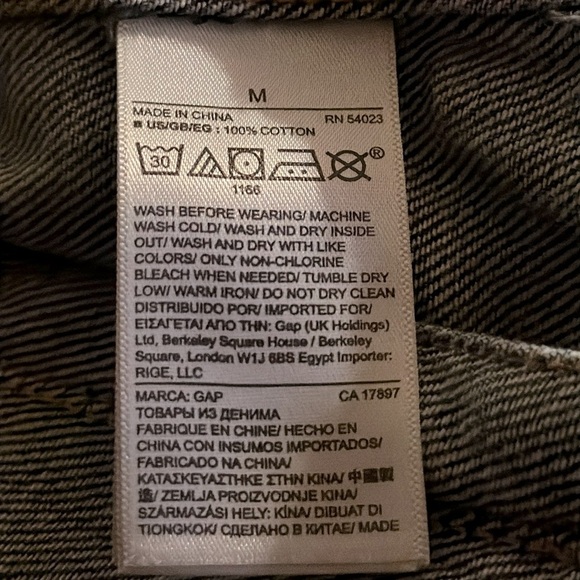 M
MADE IN CHINA RN 54023
■ US/GB/EG : 100% COTTON
30 ®
1166
WASH BEFORE WEARING/ MACHINE
WASH COLD/ WASH AND DRY INSIDE
OUT/ WASH AND DRY WITH LIKE
COLORS/ ONLY NON-CHLORINE
BLEACH WHEN NEEDED/ TUMBLE DRY
LOW/ WARM IRON/ DO NOT DRY CLEAN
DISTRIBUIDO POR/ IMPORTED FOR/
ΕΙΣΑΓΕΤΑΙ ΑΠΟ ΤΗΝ: Gap (UK Holdings)
Ltd, Berkeley Square House / Berkeley
Square, London W1J 6BS Egypt Importer:
RIGE, LLC
MARCA: GAP CA 17897
ТОВАРЫ ИЗ ДЕНИМА
FABRIQUE EN CHINE/ HECHO EN
CHINA CON INSUMOS IMPORTADOS/
FABRICADO NA CHINA/
ΚΑΤΑΣΚΕΥΑΣΤΗΚΕ ΣΤΗΝ ΚΙΝΑ/ 中國製
造/ ZEMLJA PROIZVODNJE KINA/
SZÁRMAZÁSI HELY: KÍNA/ DIBUAT DI
TIONGKOK/ СДЕЛАНО В КИТАЕ/ MADE